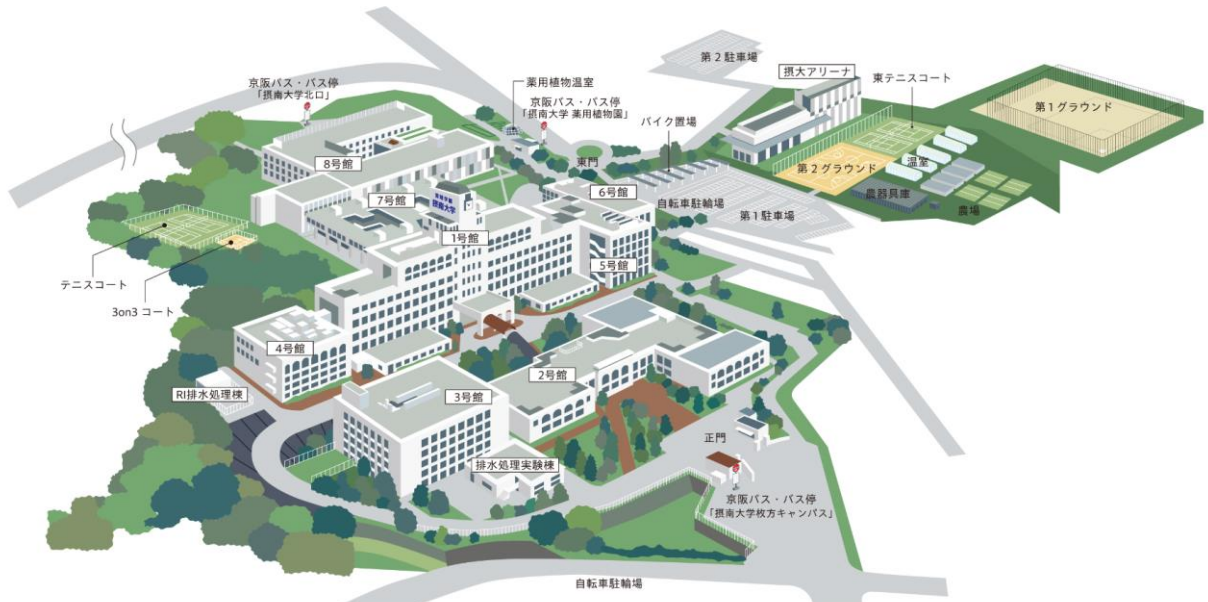 第2駐車場
摂大アリーナ
東テニスコート
第1グラウンド
京阪バス・バス停
「摂南大学北口」
薬用植物温室
京阪バス・バス停
「摂南大学 薬用植物園」
バイク置場
8号館
東門
第2グラウンド
温室
農器具庫
農場
7号館
摂南大学
6号館
自転車駐輪場
第1駐車場
1号館
5号館
テニスコート
3on3 コート
4号館
2号館
RI排水処理棟
3号館
正門
排水処理実験棟
京阪バス・バス停
「摂南大学枚方キャンパス」
自転車駐輪場